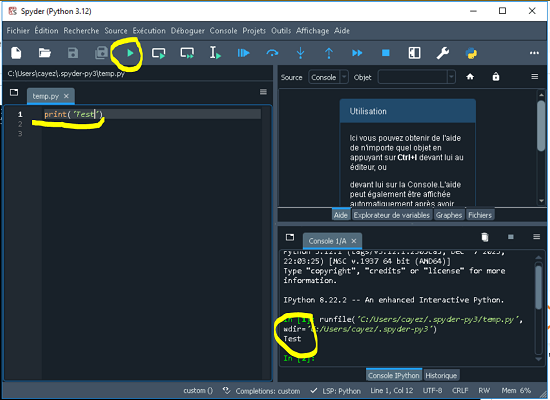 Spyder (Python 3.12)
Fichier Édition Recherche Source Exécution Déboguer Console Projets Outils Affichage Aide
C:\Users\cayez\.spyder-py3\temp.py
temp.py
1 print('Test')
2
3
Source Console Objet
Utilisation
Ici vous pouvez obtenir de l'aide
de n'importe quel objet en
appuyant sur Ctrl+I devant lui au
éditeur, ou
devant lui sur la Console.L'aide
peut également être affichée
automatiquement après avoir
Aide Explorateur de variables Graphes Fichiers
Console 1/A
22:03:25) [MSC v.1937 64 bit (AMD64)]
Type "copyright", "credits" or "license" for more
information.
IPython 8.22.2 -- An enhanced Interactive Python.
In [1]: runfile('C:/Users/cayez/.spyder-py3/temp.py',
wdir='C:/Users/cayez/.spyder-py3')
Test
In [2]:
Console IPython Historique
custom () Completions: custom LSP: Python Line 1, Col 12 UTF-8 CRLF RW Mem 6%